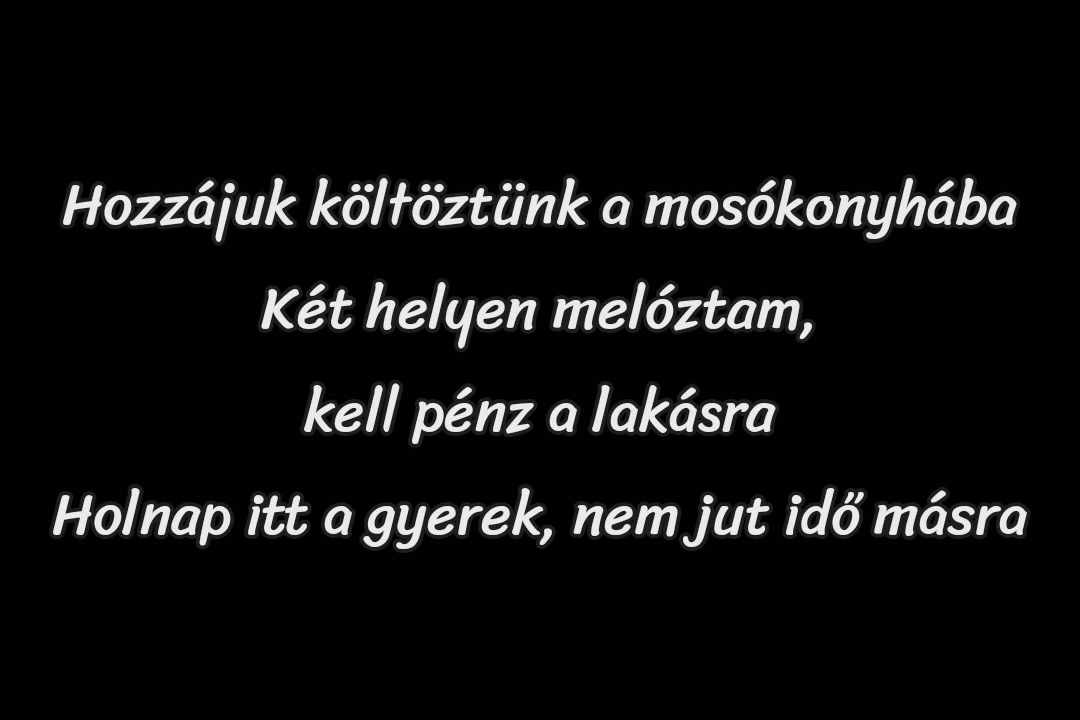 Hozzájuk költöztünk a mosókonyhába
Két helyen melóztam,
kell pénz a lakásra
Holnap itt a gyerek, nem jut idő másra